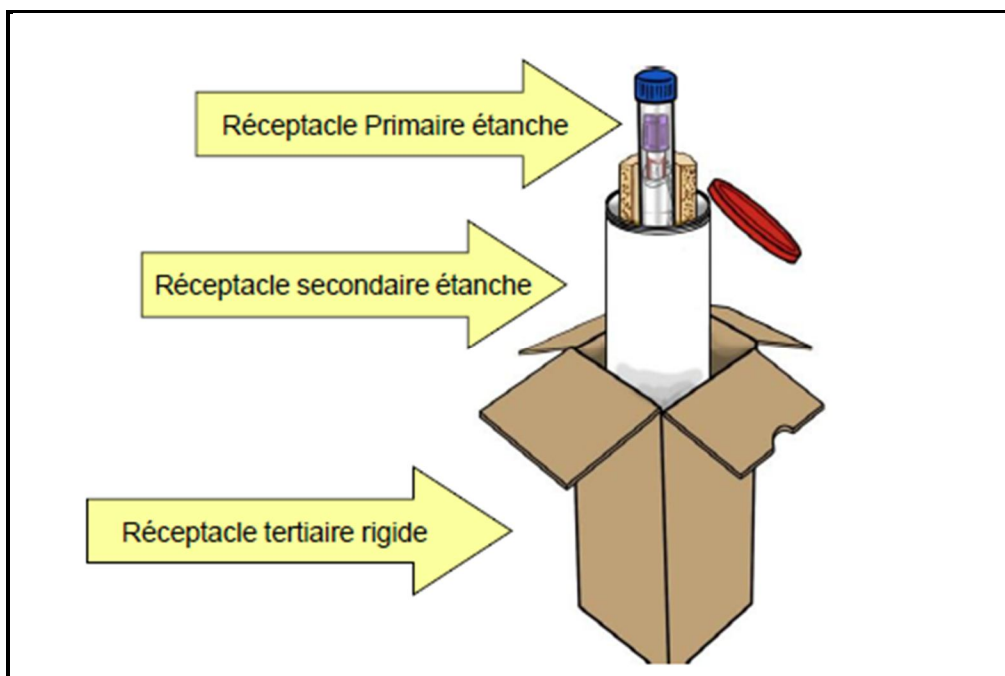 Réceptacle Primaire étanche
Réceptacle secondaire étanche
Réceptacle tertiaire rigide